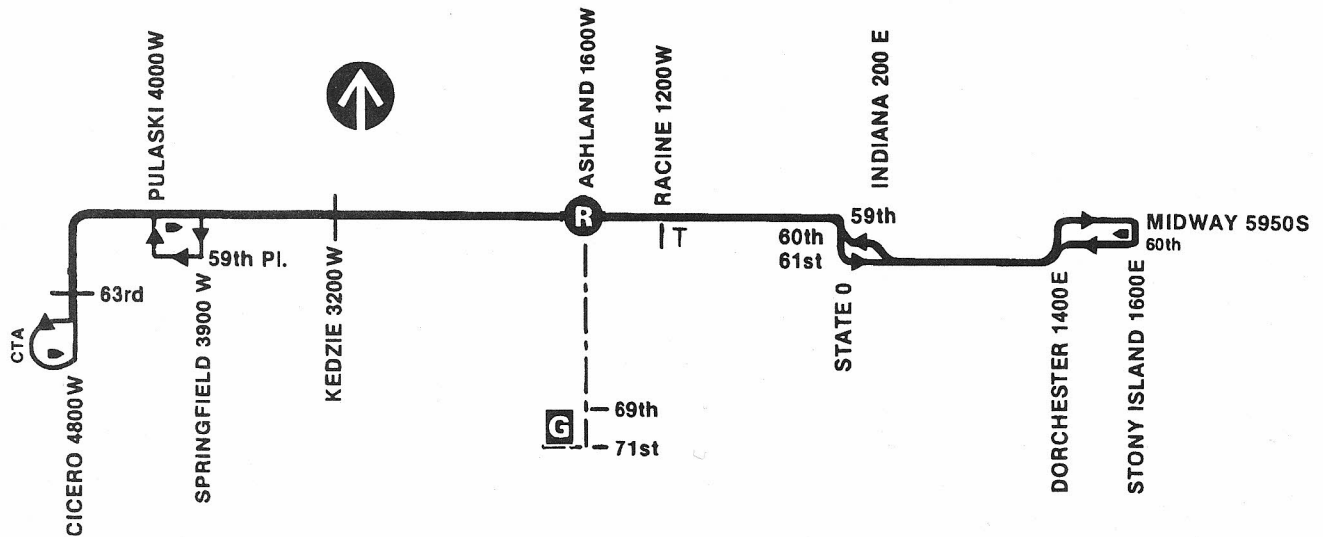 PULASKI 4000W
ASHLAND 1600W
RACINE 1200W
INDIANA 200 E
R
59th
60th
61st
T
MIDWAY 5950S
60th
59th Pl.
63rd
CTA
CICERO 4800W
SPRINGFIELD 3900 W
KEDZIE 3200W
STATE 0
DORCHESTER 1400E
STONY ISLAND 1600E
69th
G
71st